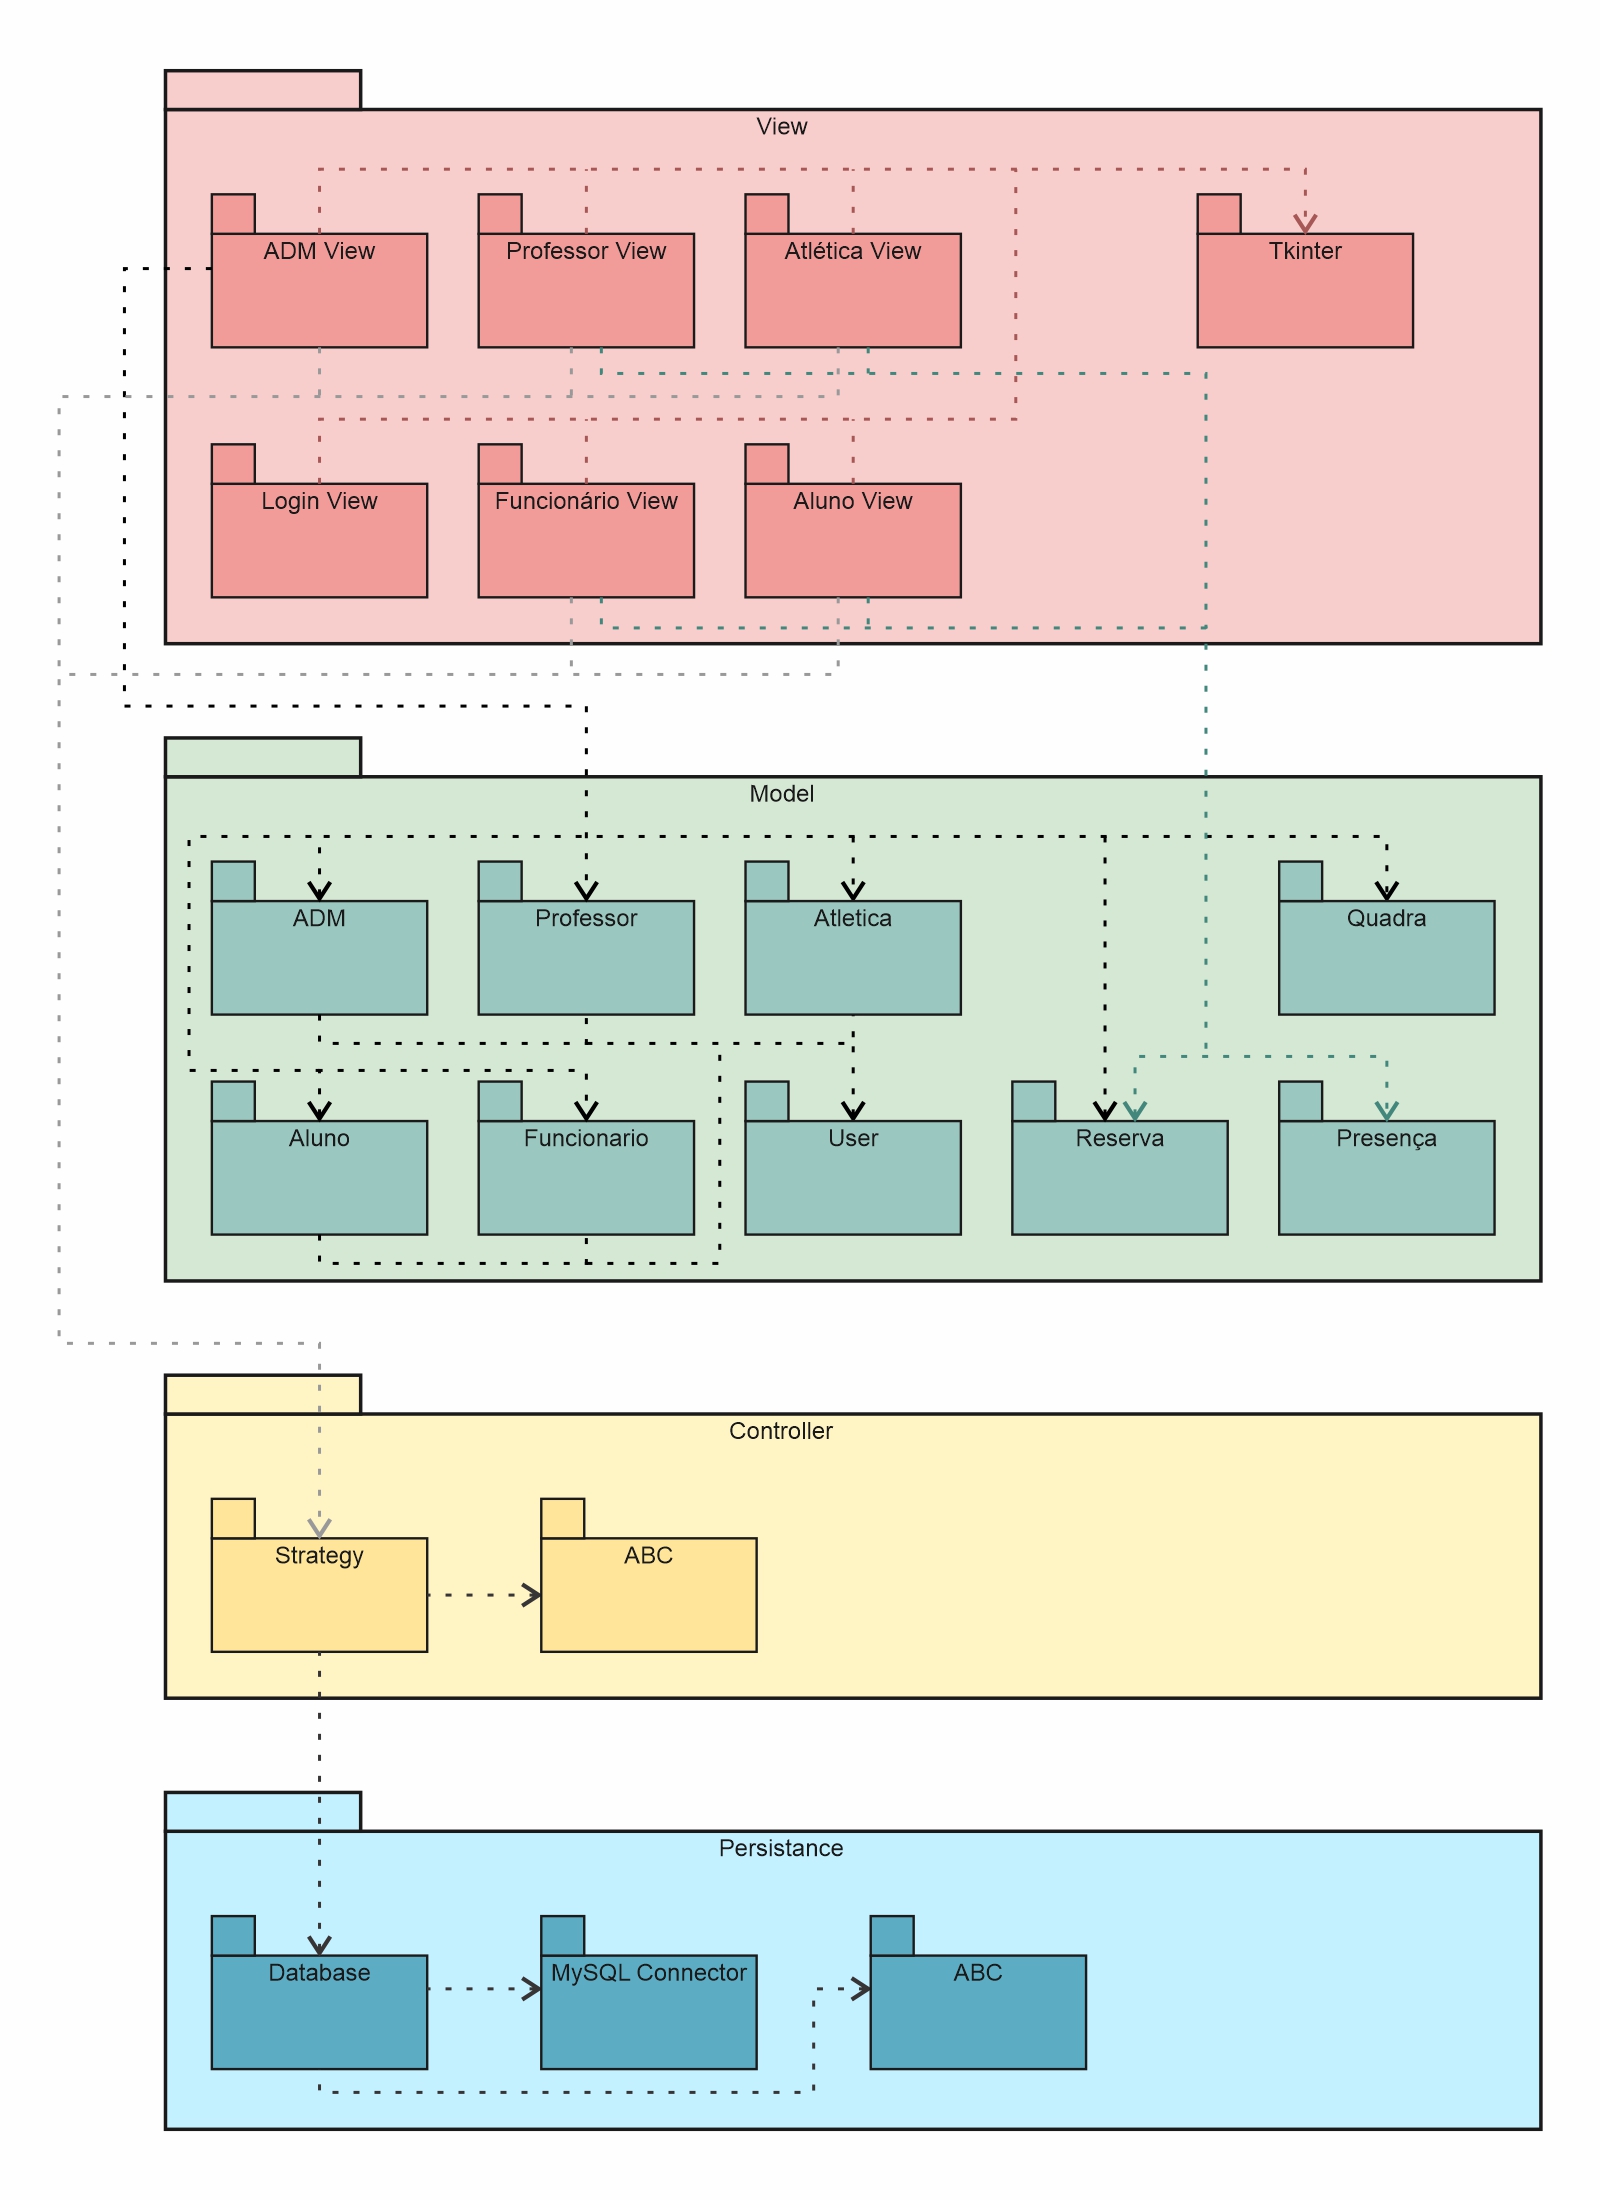 View
ADM View
Professor View
Atlética View
Tkinter
Login View
Funcionário View
Aluno View
Model
ADM
Professor
Atletica
Quadra
Aluno
Funcionario
User
Reserva
Presença
Controller
Strategy
ABC
Persistance
Database
MySQL Connector
ABC